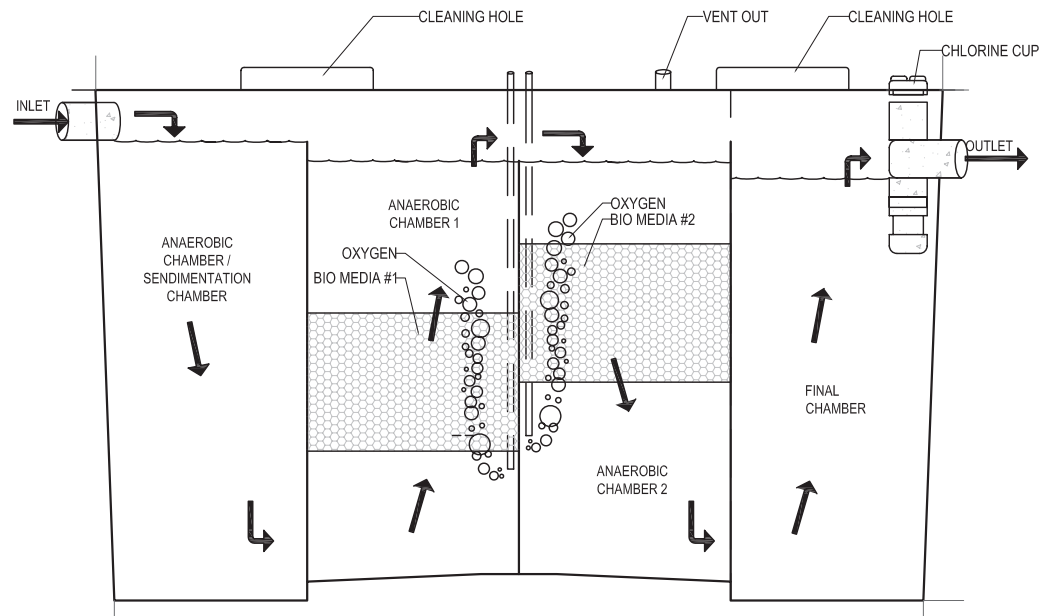 CLEANING HOLE
VENT OUT
CLEANING HOLE
CHLORINE CUP
INLET
OUTLET
ANAEROBIC
CHAMBER 1
OXYGEN
BIO MEDIA #2
ANAEROBIC
CHAMBER /
SENDIMENTATION
CHAMBER
OXYGEN
BIO MEDIA #1
FINAL
CHAMBER
ANAEROBIC
CHAMBER 2